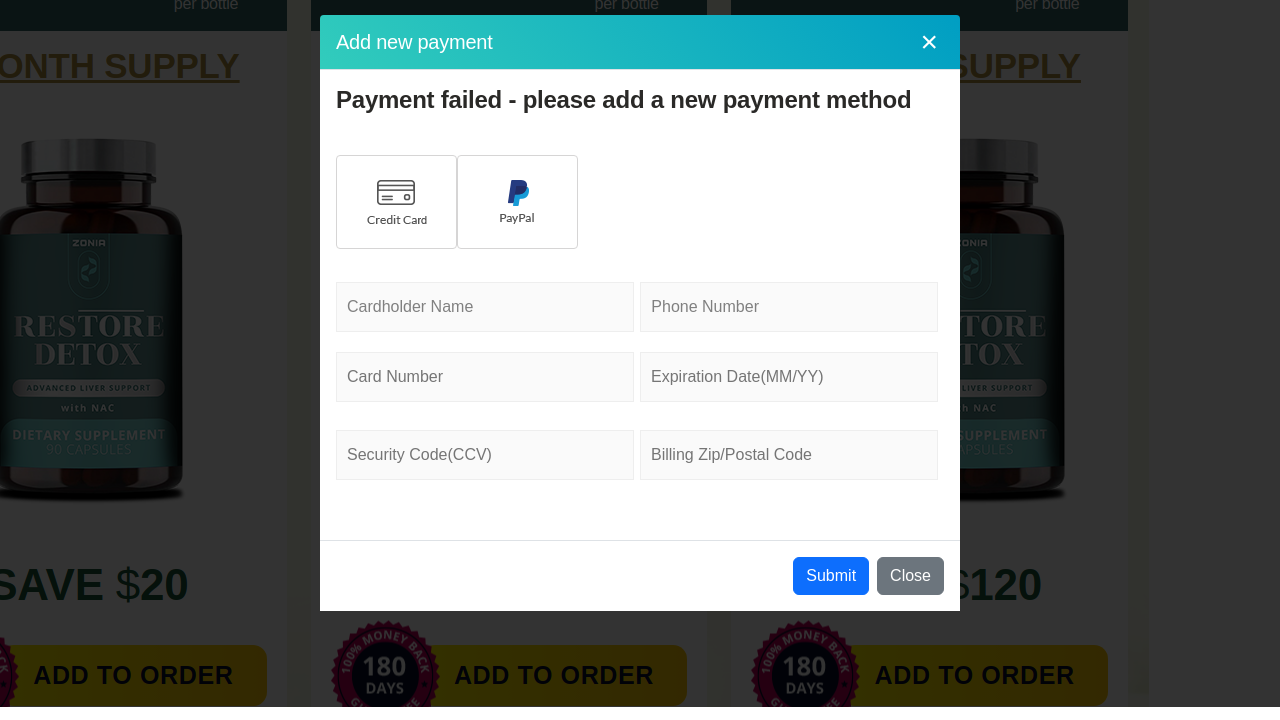 per bottle
per bottle
per bottle
Add new payment
ONTH SUPPLY
SUPPLY
Payment failed - please add a new payment method
Credit Card
PayPal
ZONIA
RESTORE
DETOX
ADVANCED LIVER SUPPORT
with NAC
DIETARY SUPPLEMENT
90 CAPSULES
ZONIA
TORE
TOX
LIVER SUPPORT
h NAC
SUPPLEMENT
APSULES
Cardholder Name
Phone Number
Card Number
Expiration Date(MM/YY)
Security Code(CCV)
Billing Zip/Postal Code
Submit
Close
SAVE $20
$120
ADD TO ORDER
100% MONEY BACK
180
DAYS
ADD TO ORDER
100% MONEY BACK
180
DAYS
ADD TO ORDER